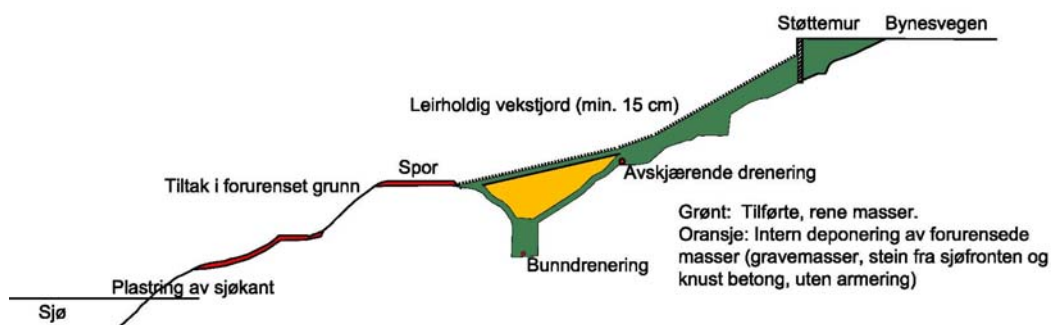 Støttemur
Bynesvegen
Leirholdig vekstjord (min. 15 cm)
Spor
Tiltak i forurenset grunn
Avskjærende drenering
Grønt: Tilførte, rene masser.
Oransje: Intern deponering av forurensede
masser (gravemasser, stein fra sjøfronten og
knust betong, uten armering)
Bunndrenering
Plastring av sjøkant
Sjø